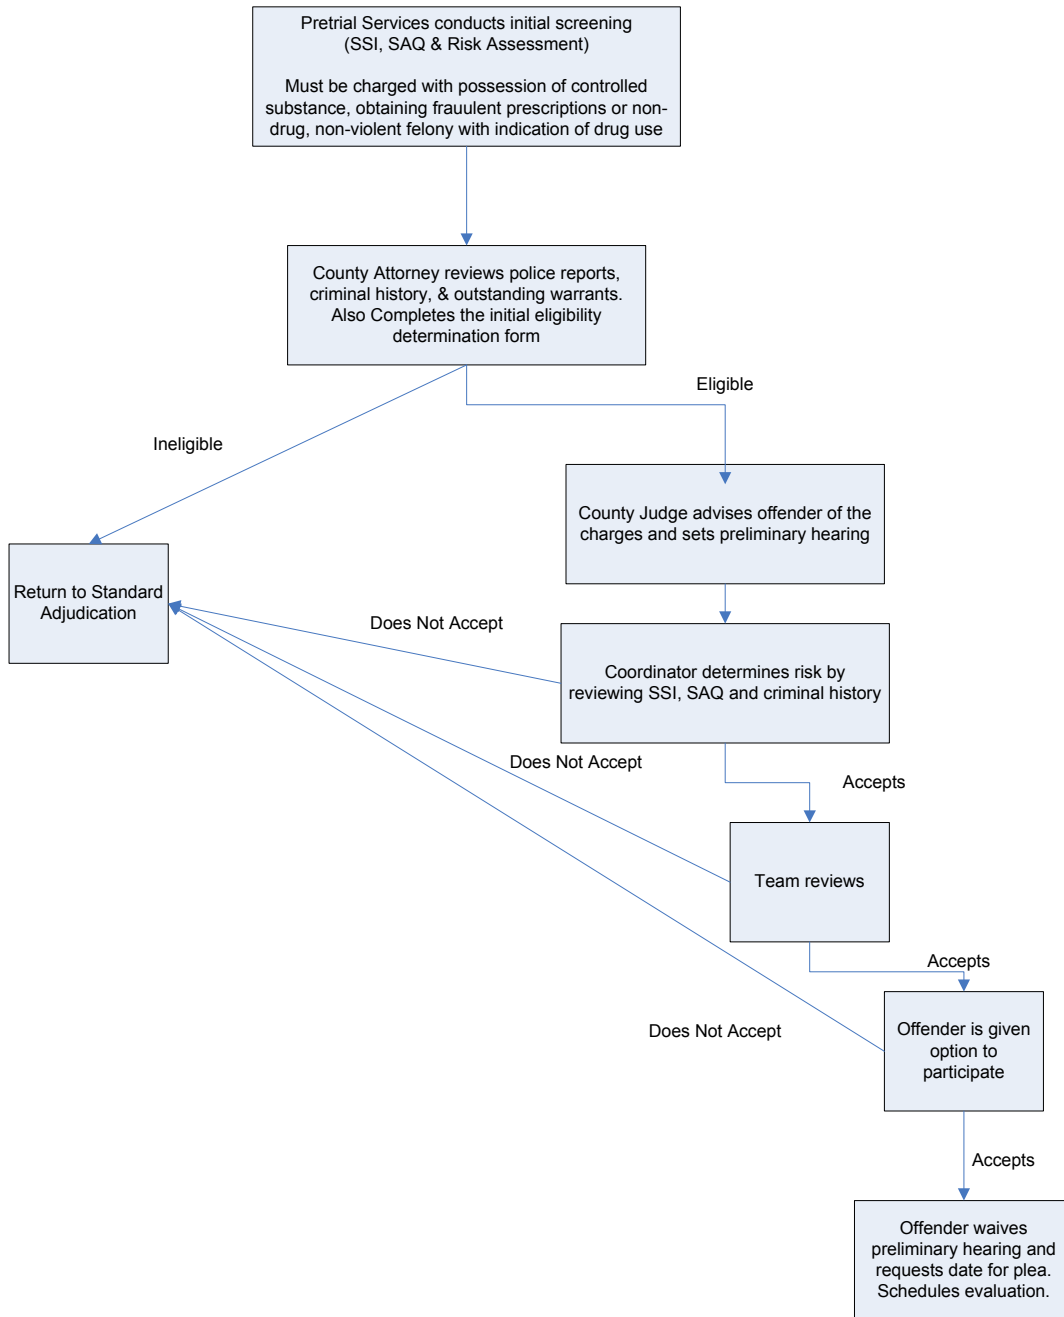 Pretrial Services conducts initial screening
(SSI, SAQ & Risk Assessment)
Must be charged with possession of controlled
substance, obtaining frauulent prescriptions or non-
drug, non-violent felony with indication of drug use
County Attorney reviews police reports,
criminal history, & outstanding warrants.
Also Completes the initial eligibility
determination form
Eligible
Ineligible
County Judge advises offender of the
charges and sets preliminary hearing
Return to Standard
Adjudication
Does Not Accept
Coordinator determines risk by
reviewing SSI, SAQ and criminal history
Does Not Accept
Accepts
Team reviews
Accepts
Does Not Accept
Offender is given
option to
participate
Accepts
Offender waives
preliminary hearing and
requests date for plea.
Schedules evaluation.